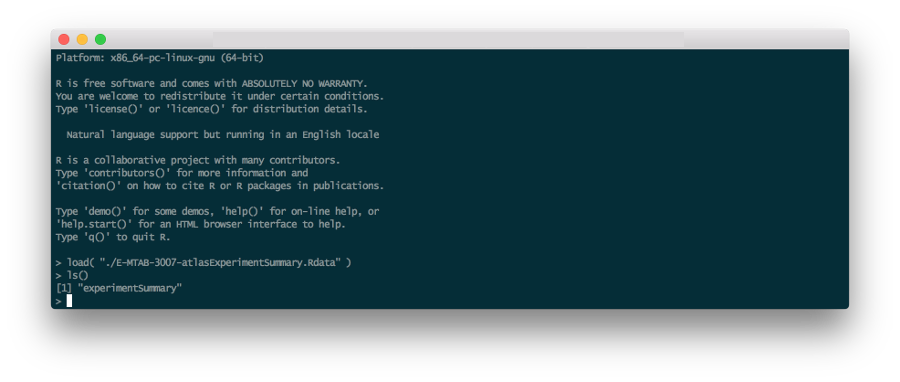 Platform: x86_64-pc-linux-gnu (64-bit)
R is free software and comes with ABSOLUTELY NO WARRANTY.
You are welcome to redistribute it under certain conditions.
Type 'license()' or 'licence()' for distribution details.
Natural language support but running in an English locale
R is a collaborative project with many contributors.
Type 'contributors()' for more information and
'citation()' on how to cite R or R packages in publications.
Type 'demo()' for some demos, 'help()' for on-line help, or
'help.start()' for an HTML browser interface to help.
Type 'q()' to quit R.
> load( "./E-MTAB-3007-atlasExperimentSummary.Rdata" )
> ls()
[1] "experimentSummary"
>